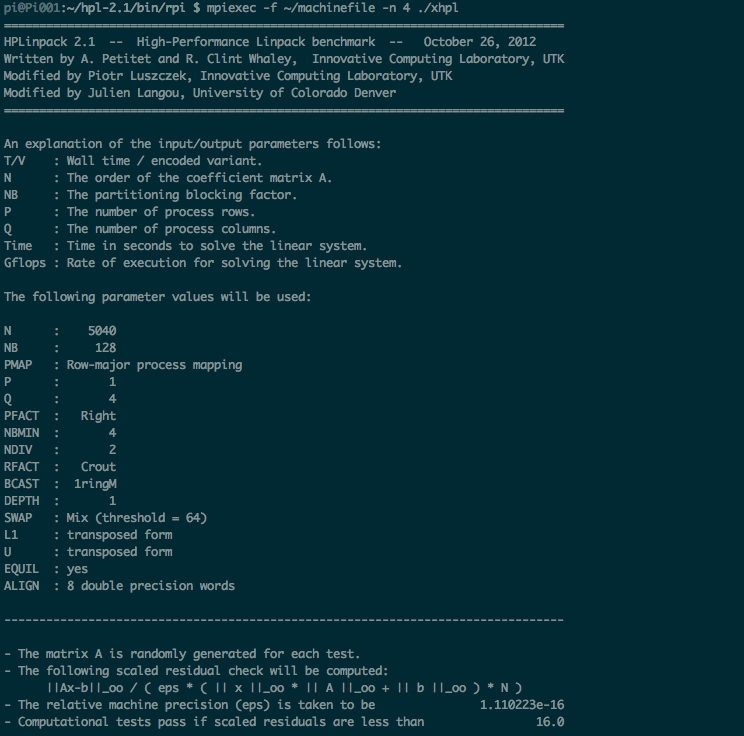 pi@Pi001:~/hpl-2.1/bin/rpi $ mpiexec -f ~/machinefile -n 4 ./xhpl
================================================================================
HPLinpack 2.1  --  High-Performance Linpack benchmark  --   October 26, 2012
Written by A. Petitet and R. Clint Whaley,  Innovative Computing Laboratory, UTK
Modified by Piotr Luszczek, Innovative Computing Laboratory, UTK
Modified by Julien Langou, University of Colorado Denver
================================================================================
An explanation of the input/output parameters follows:
T/V    : Wall time / encoded variant.
N      : The order of the coefficient matrix A.
NB     : The partitioning blocking factor.
P      : The number of process rows.
Q      : The number of process columns.
Time   : Time in seconds to solve the linear system.
Gflops : Rate of execution for solving the linear system.
The following parameter values will be used:
N      :    5040
NB     :     128
PMAP   : Row-major process mapping
P      :       1
Q      :       4
PFACT  :   Right
NBMIN  :       4
NDIV   :       2
RFACT  :   Crout
BCAST  :  1ringM
DEPTH  :       1
SWAP   : Mix (threshold = 64)
L1     : transposed form
U      : transposed form
EQUIL  : yes
ALIGN  : 8 double precision words
--------------------------------------------------------------------------------
- The matrix A is randomly generated for each test.
- The following scaled residual check will be computed:
      ||Ax-b||_oo / ( eps * ( || x ||_oo * || A ||_oo + || b ||_oo ) * N )
- The relative machine precision (eps) is taken to be               1.110223e-16
- Computational tests pass if scaled residuals are less than                16.0